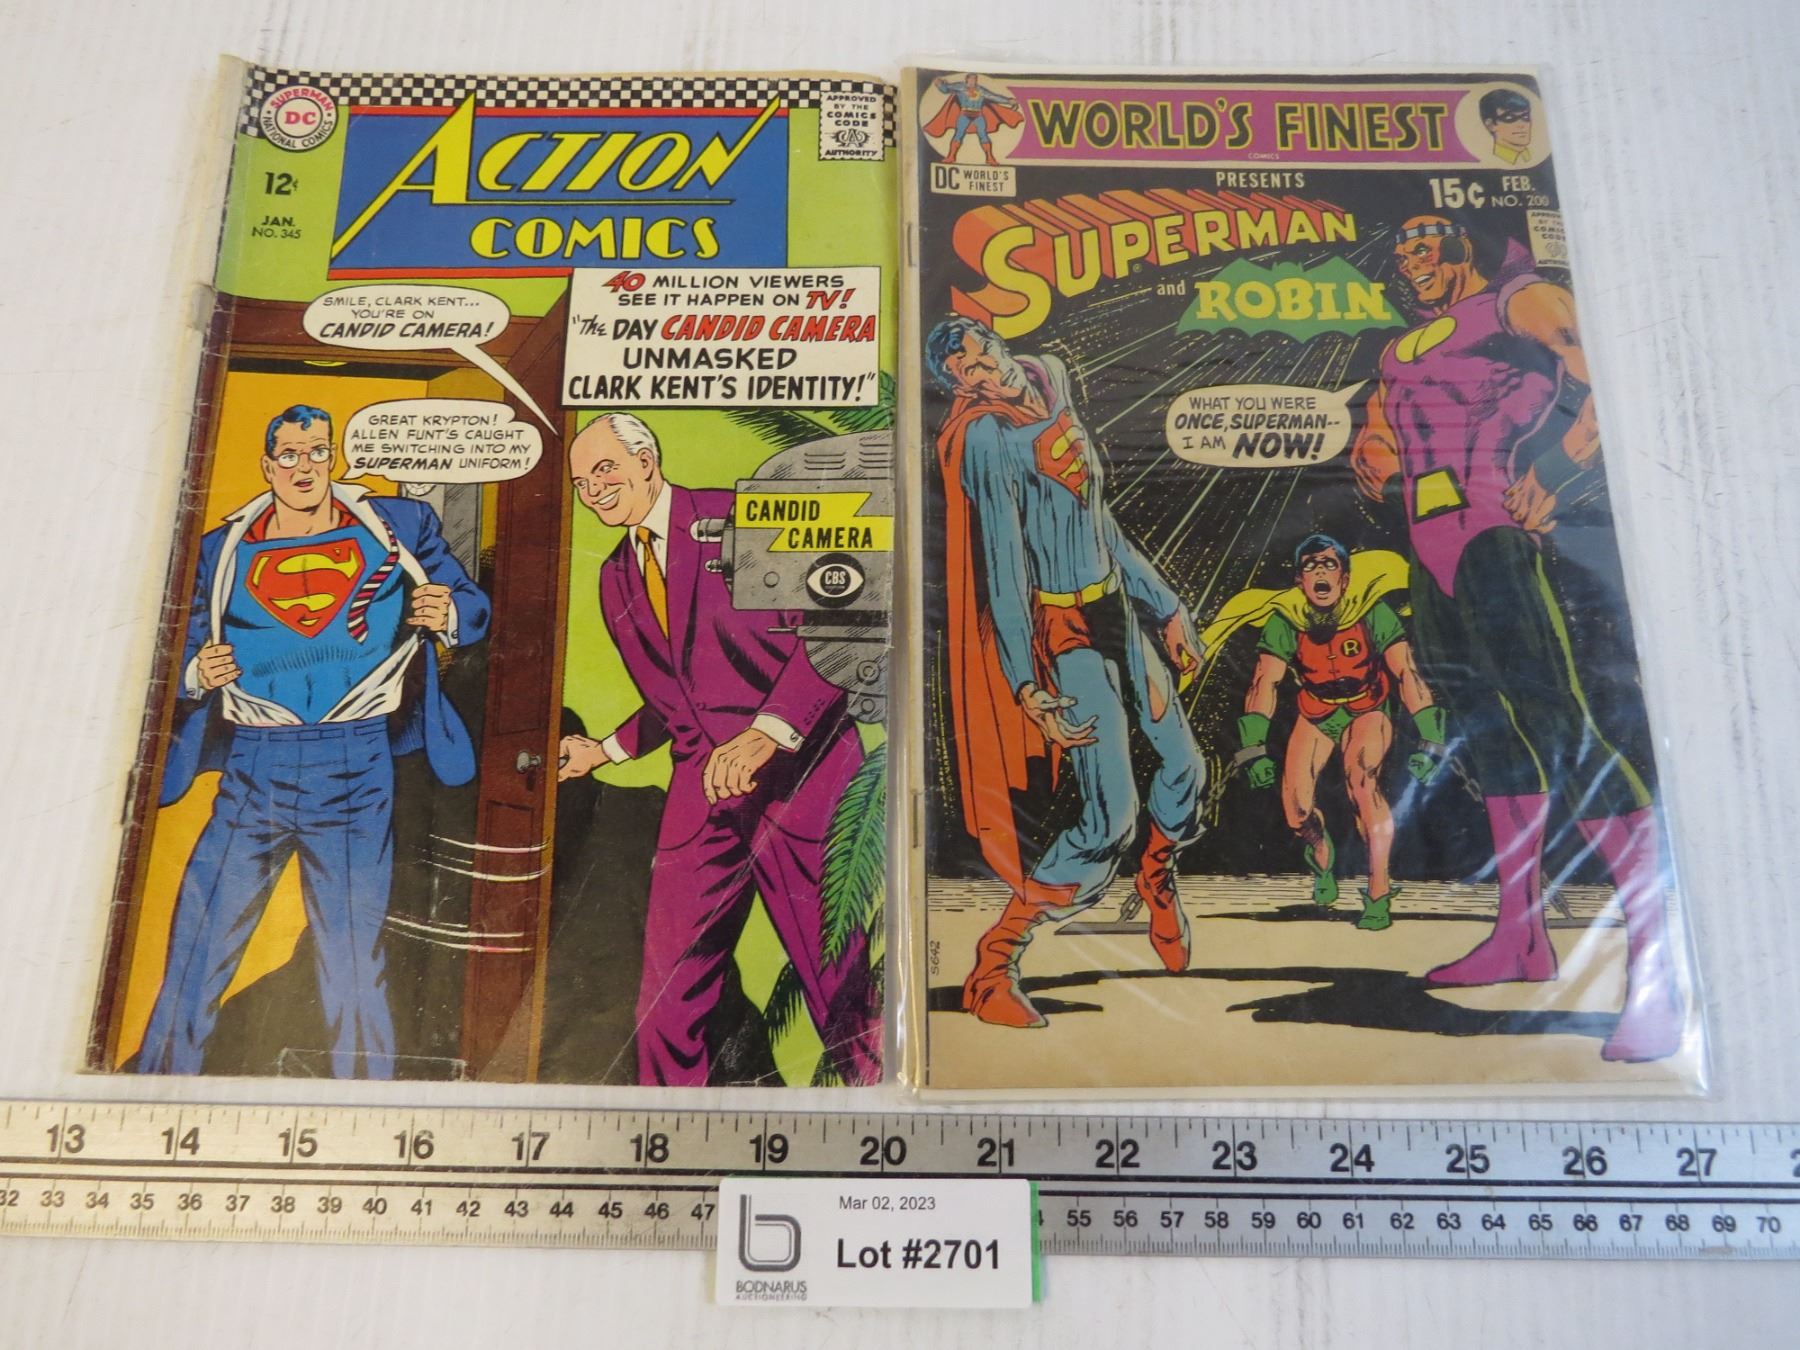 SUPERMAN
DC
NATIONAL COMICS
12¢
JAN.
NO. 345
ACTION
COMICS
APPROVED
BY THE
COMICS
CODE
CA
AUTHORITY
40 MILLION VIEWERS
SEE IT HAPPEN ON TV!
"The DAY CANDID CAMERA
UNMASKED
CLARK KENT'S IDENTITY!"
SMILE, CLARK KENT...
YOU'RE ON
CANDID CAMERA!
GREAT KRYPTON!
ALLEN FUNT'S CAUGHT
ME SWITCHING INTO MY
SUPERMAN UNIFORM!
CANDID
CAMERA
CBS
S
WORLD'S FINEST
COMICS
DC WORLD'S
FINEST
PRESENTS
15¢ FEB.
NO. 200
SUPERMAN
and ROBIN
WHAT YOU WERE
ONCE, SUPERMAN--
I AM NOW!
R
S642
13 14 15 16 17 18 19 20 21 22 23 24 25 26 27 2
32 33 34 35 36 37 38 39 40 41 42 43 44 45 46 47 55 56 57 58 59 60 61 62 63 64 65 66 67 68 69 70
Mar 02, 2023
Lot #2701
b
BODNARUS
AUCTIONEERING